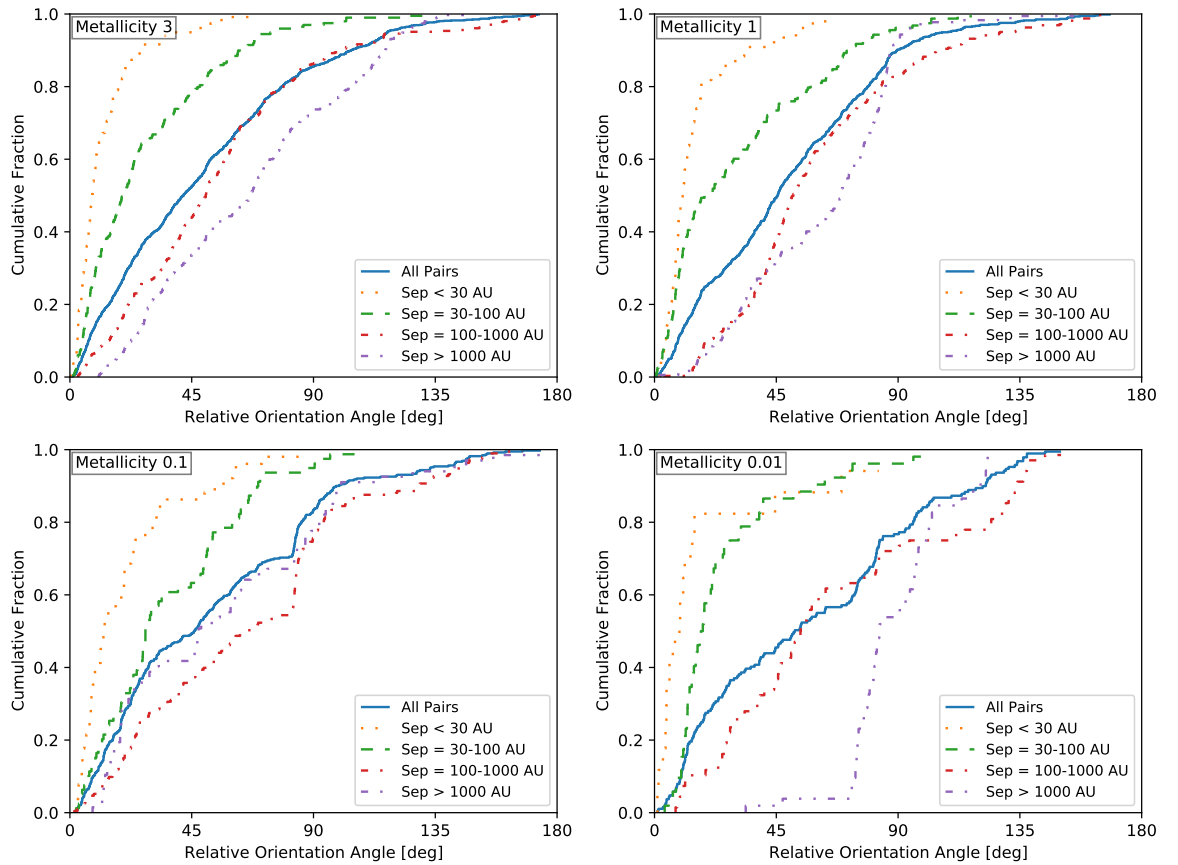 Metallicity 3
1.0
0.8
0.6
0.4
0.2
0.0
Cumulative Fraction
0
45
90
135
180
Relative Orientation Angle [deg]
All Pairs
Sep < 30 AU
Sep = 30-100 AU
Sep = 100-1000 AU
Sep > 1000 AU
Metallicity 1
1.0
0.8
0.6
0.4
0.2
0.0
Cumulative Fraction
0
45
90
135
180
Relative Orientation Angle [deg]
All Pairs
Sep < 30 AU
Sep = 30-100 AU
Sep = 100-1000 AU
Sep > 1000 AU
Metallicity 0.1
1.0
0.8
0.6
0.4
0.2
0.0
Cumulative Fraction
0
45
90
135
180
Relative Orientation Angle [deg]
All Pairs
Sep < 30 AU
Sep = 30-100 AU
Sep = 100-1000 AU
Sep > 1000 AU
Metallicity 0.01
1.0
0.8
0.6
0.4
0.2
0.0
Cumulative Fraction
0
45
90
135
180
Relative Orientation Angle [deg]
All Pairs
Sep < 30 AU
Sep = 30-100 AU
Sep = 100-1000 AU
Sep > 1000 AU